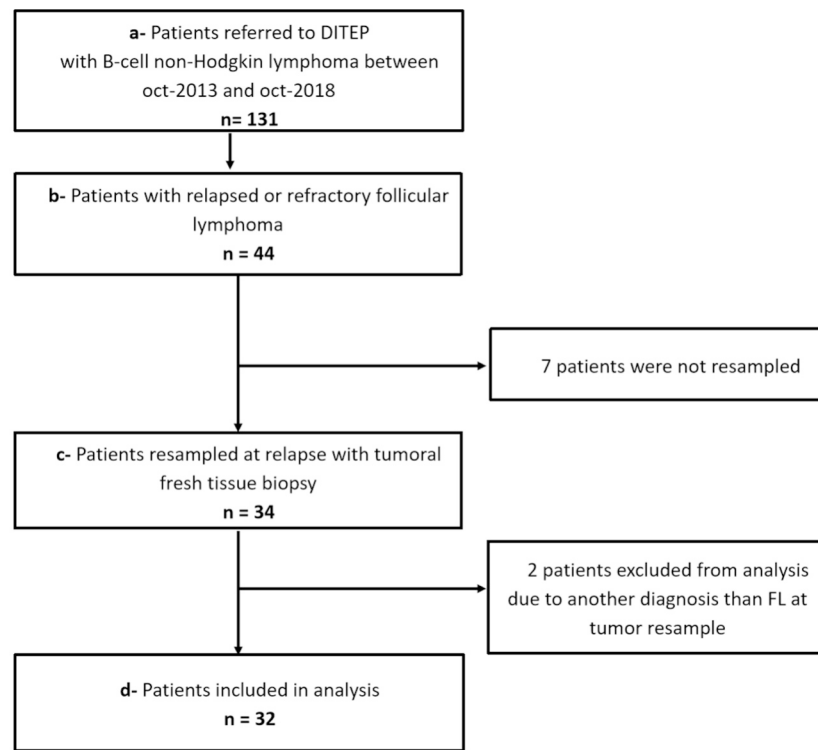 a- Patients referred to DITEP
with B-cell non-Hodgkin lymphoma between
oct-2013 and oct-2018
n= 131
b- Patients with relapsed or refractory follicular
lymphoma
n = 44
7 patients were not resampled
c- Patients resampled at relapse with tumoral
fresh tissue biopsy
n = 34
2 patients excluded from analysis
due to another diagnosis than FL at
tumor resample
d- Patients included in analysis
n = 32